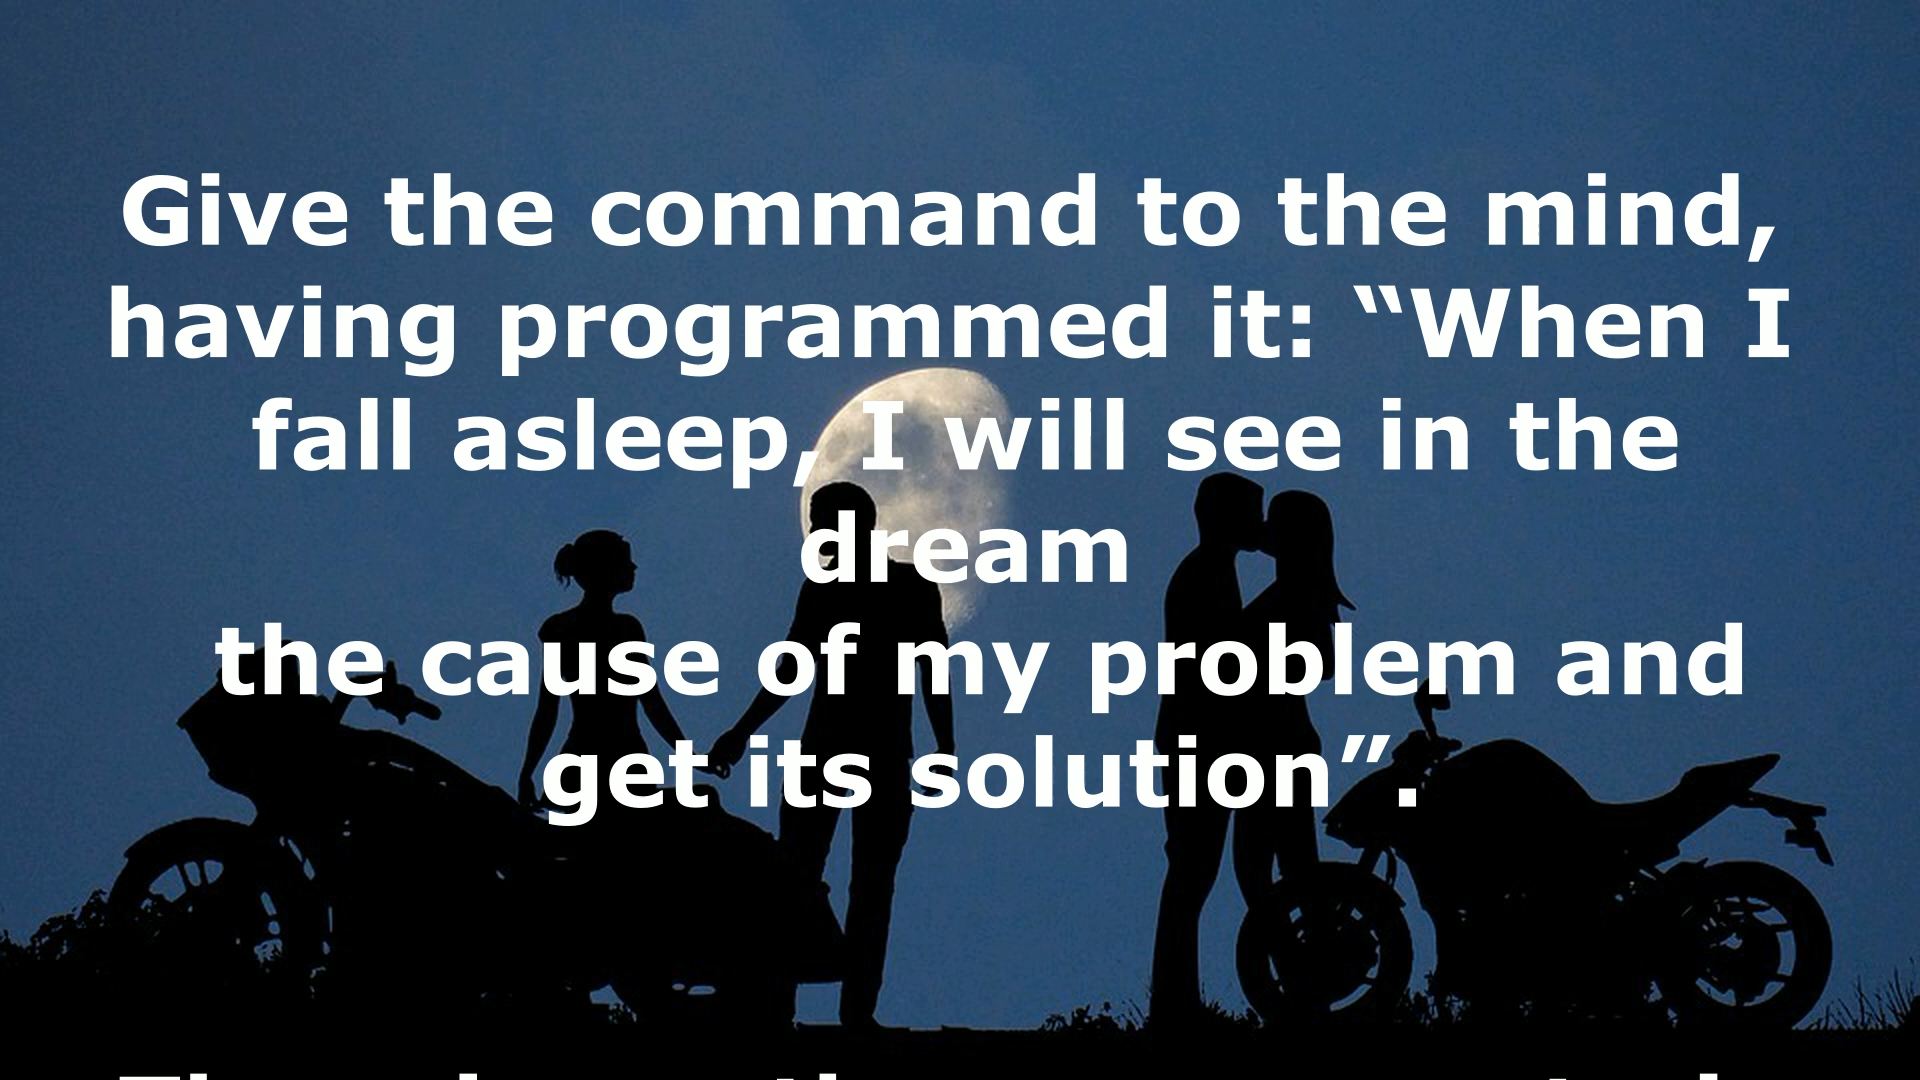 Give the command to the mind,
having programmed it: “When I
fall asleep, I will see in the
dream
the cause of my problem and
get its solution”.